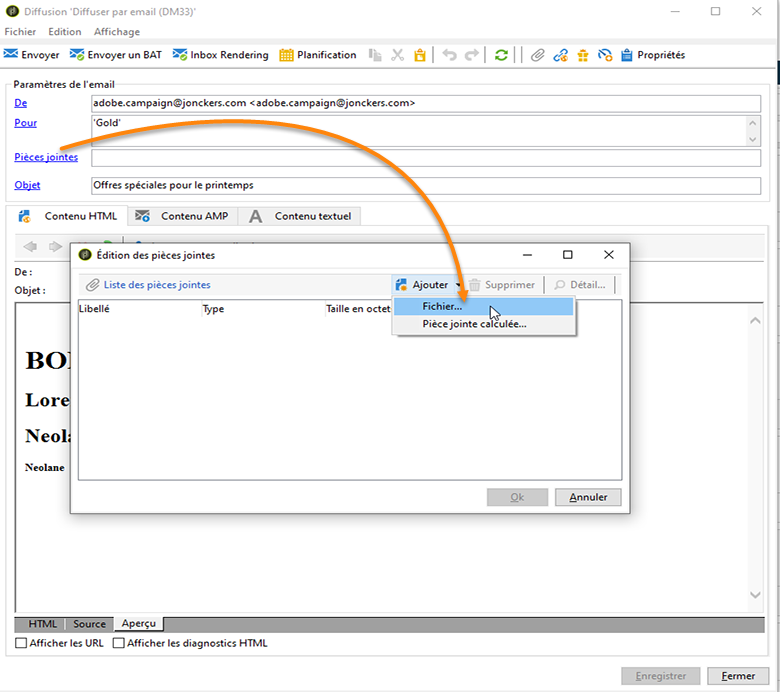 Diffusion 'Diffuser par email (DM33)'
Fichier Edition Affichage
Envoyer Envoyer un BAT Inbox Rendering Planification Propriétés
Paramètres de l'email
De adobe.campaign@jonckers.com <adobe.campaign@jonckers.com>
Pour 'Gold'
Pièces jointes
Objet Offres spéciales pour le printemps
Contenu HTML Contenu AMP Contenu textuel
De :
Objet :
Édition des pièces jointes
Liste des pièces jointes Ajouter Supprimer Détail...
Libellé Type Taille en octet
Fichier...
Pièce jointe calculée...
Lore
Neola
Neolane
Ok Annuler
HTML Source Aperçu
Afficher les URL Afficher les diagnostics HTML
Enregistrer Fermer